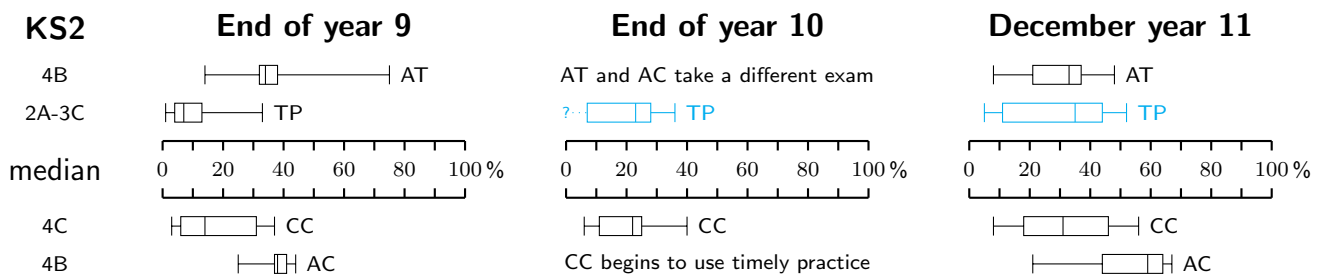 KS2 End of year 9 End of year 10 December year 11
4B AT AT and AC take a different exam AT
2A-3C TP ? TP TP
median 0 20 40 60 80 100 % 0 20 40 60 80 100 % 0 20 40 60 80 100 %
4C CC CC CC
4B AC CC begins to use timely practice AC